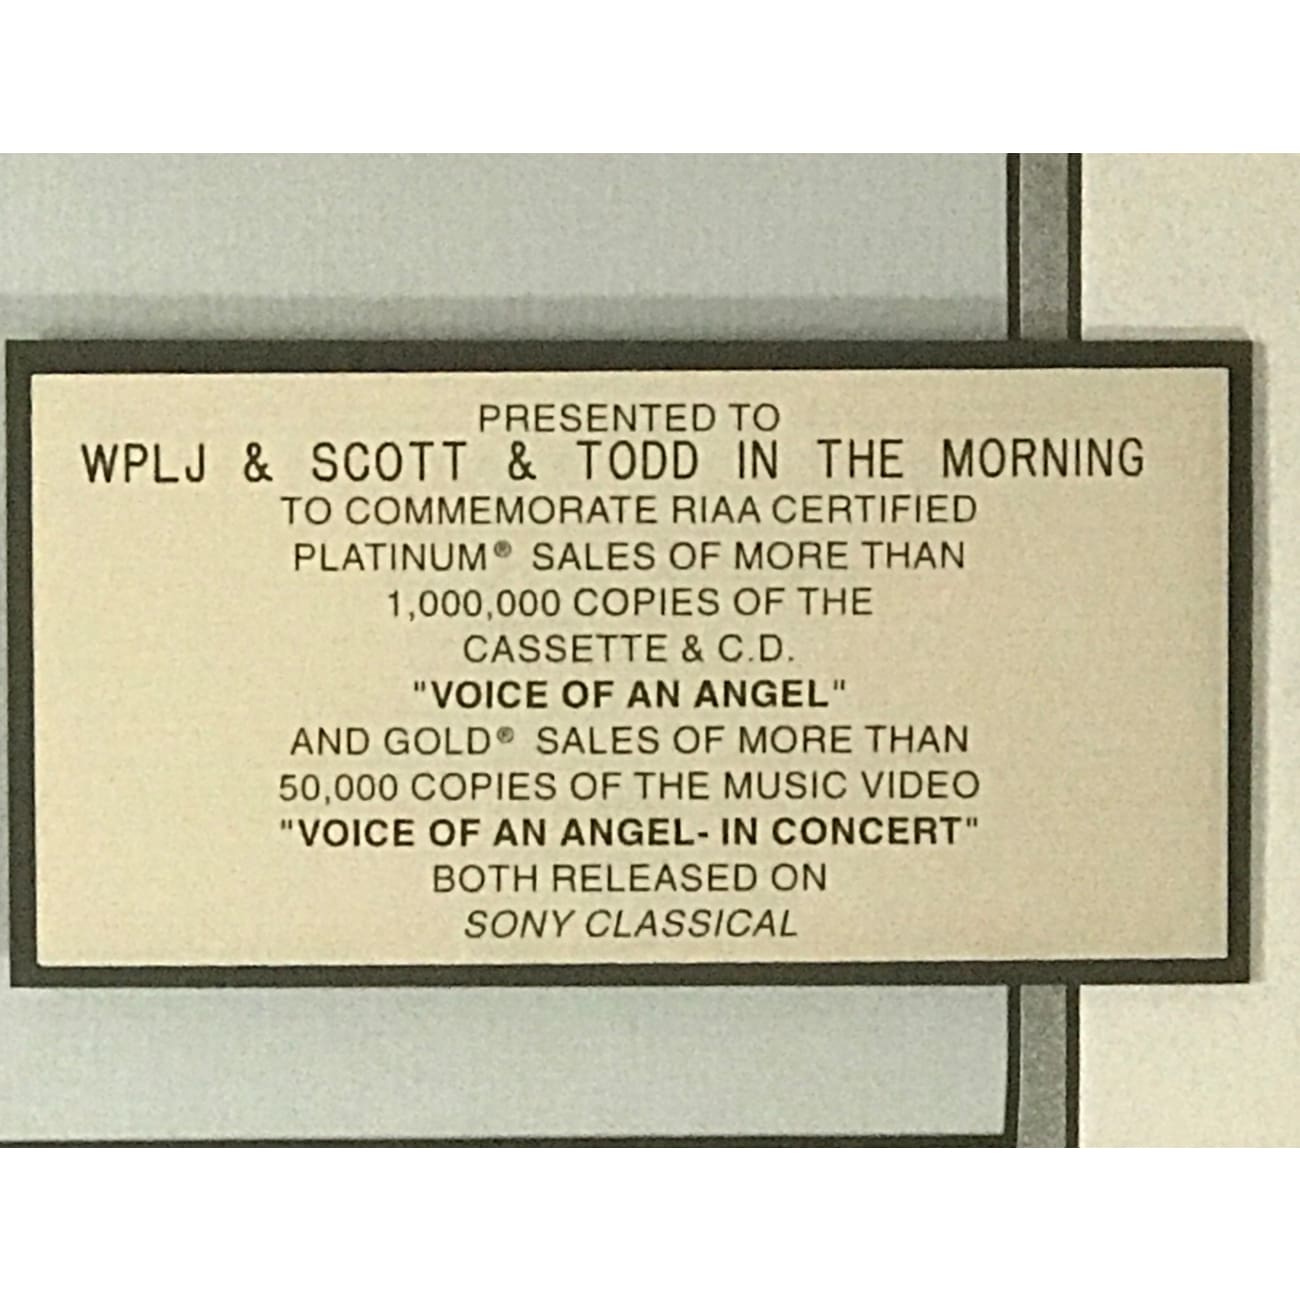 PRESENTED TO
WPLJ & SCOTT & TODD IN THE MORNING
TO COMMEMORATE RIAA CERTIFIED
PLATINUM® SALES OF MORE THAN
1,000,000 COPIES OF THE
CASSETTE & C.D.
"VOICE OF AN ANGEL"
AND GOLD® SALES OF MORE THAN
50,000 COPIES OF THE MUSIC VIDEO
"VOICE OF AN ANGEL- IN CONCERT"
BOTH RELEASED ON
SONY CLASSICAL